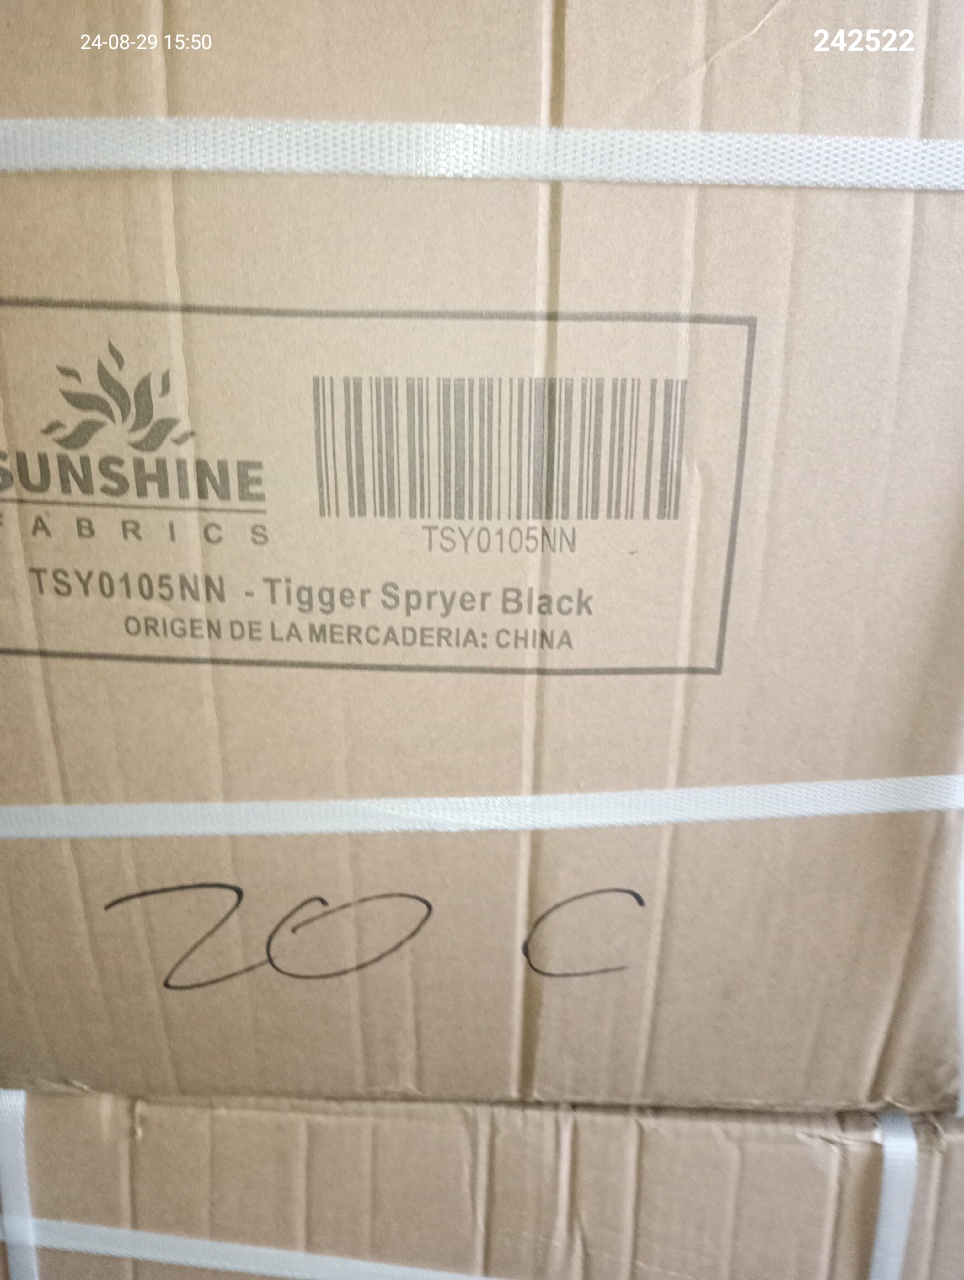 24-08-29 15:50
242522
SUNSHINE
FABRICS
TSY0105NN
TSY0105NN - Tigger Spryer Black
ORIGEN DE LA MERCADERIA: CHINA
20 C